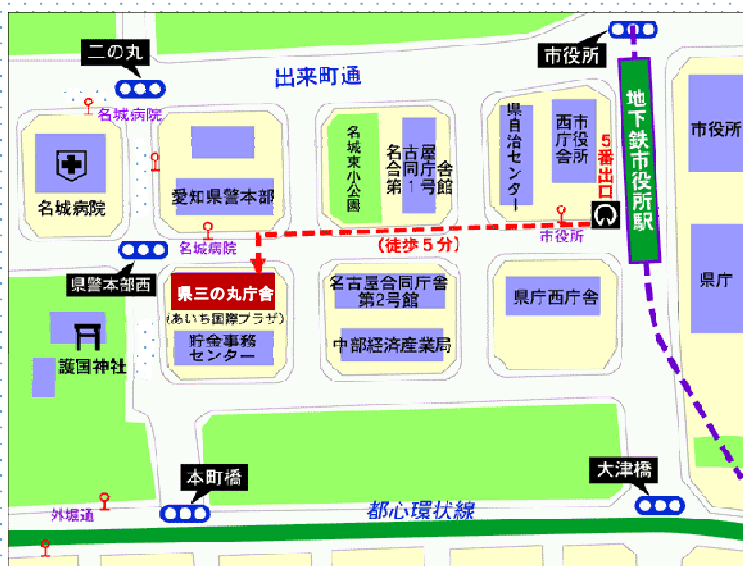 市役所
二の丸
出来町通
名城病院
地下鉄市役所駅
市役所
県自治センター
市役所
西庁舎
5番出口
名城東小公園
名古屋
合同庁舎
第1号館
愛知県警本部
名城病院
市役所
(徒歩5分)
名城病院
県警本部西
県三の丸庁舎
(あいち国際プラザ)
貯金事務
センター
名古屋合同庁舎
第2号館
中部経済産業局
県庁西庁舎
県庁
護国神社
本町橋
大津橋
外堀通
都心環状線